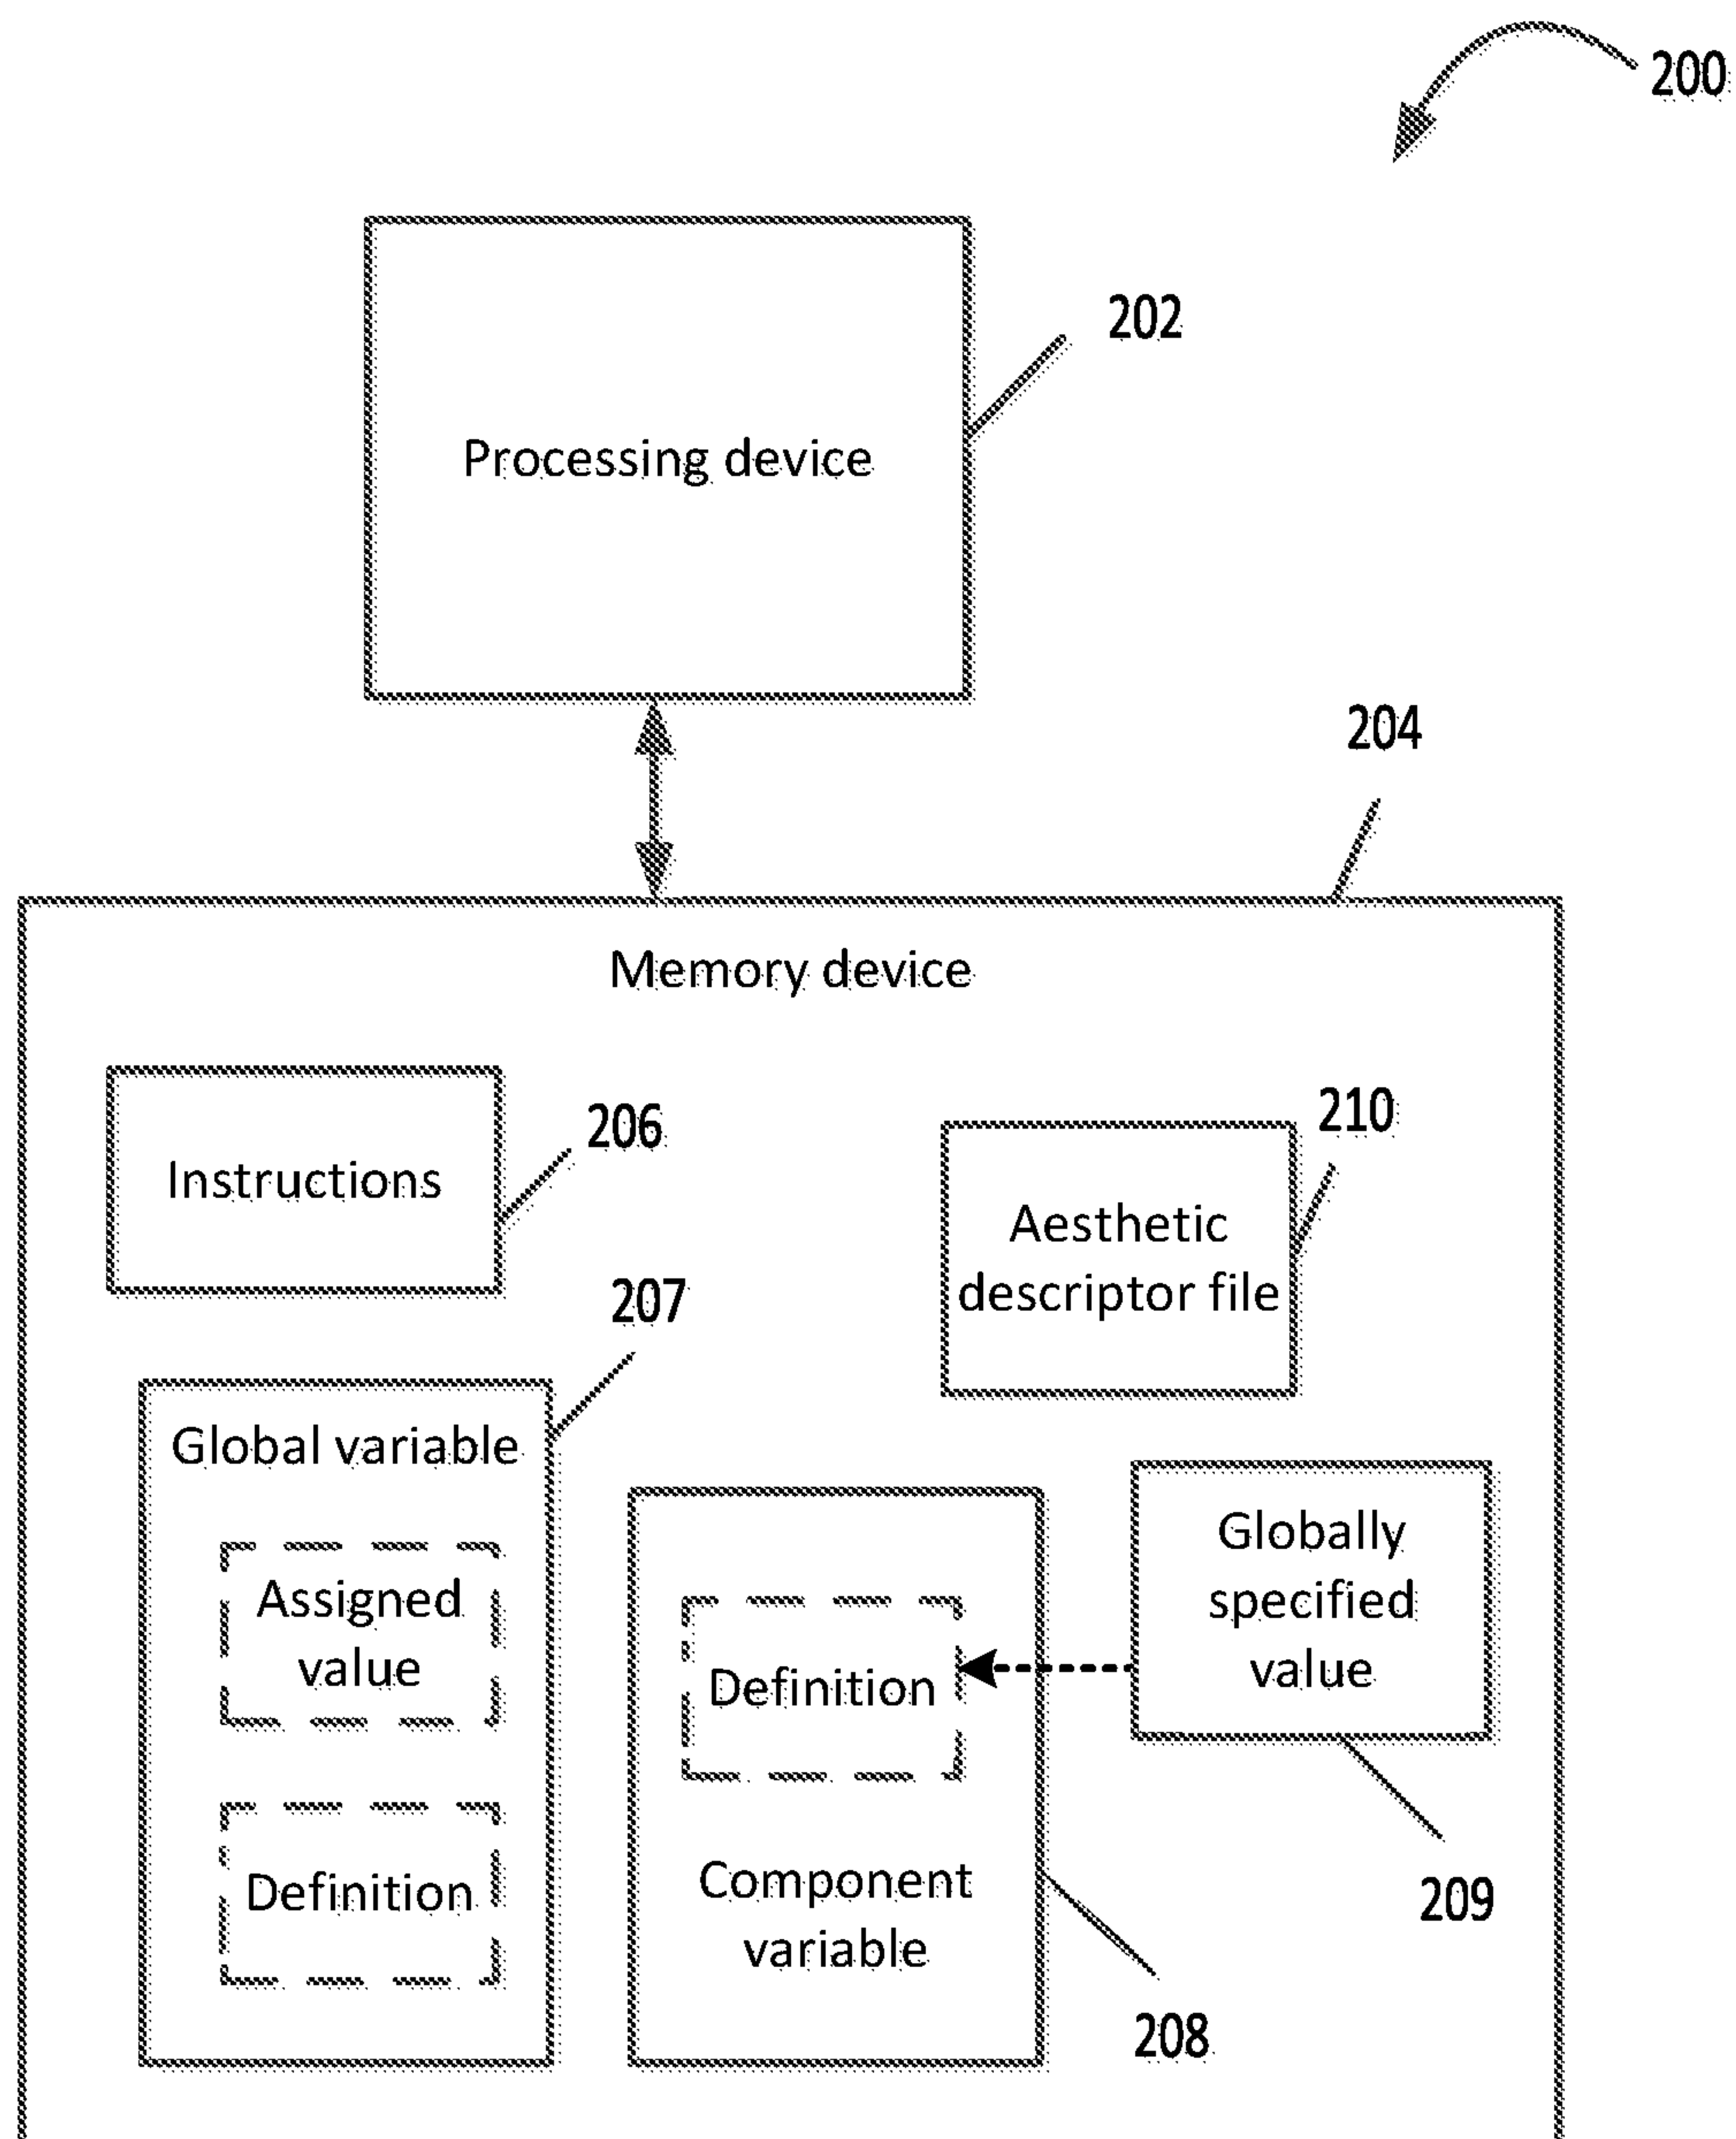 200
202
Processing device
204
Memory device
206
Instructions
210
Aesthetic
descriptor file
207
Global variable
Assigned
value
Definition
Definition
Component
variable
Globally
specified
value
209
208